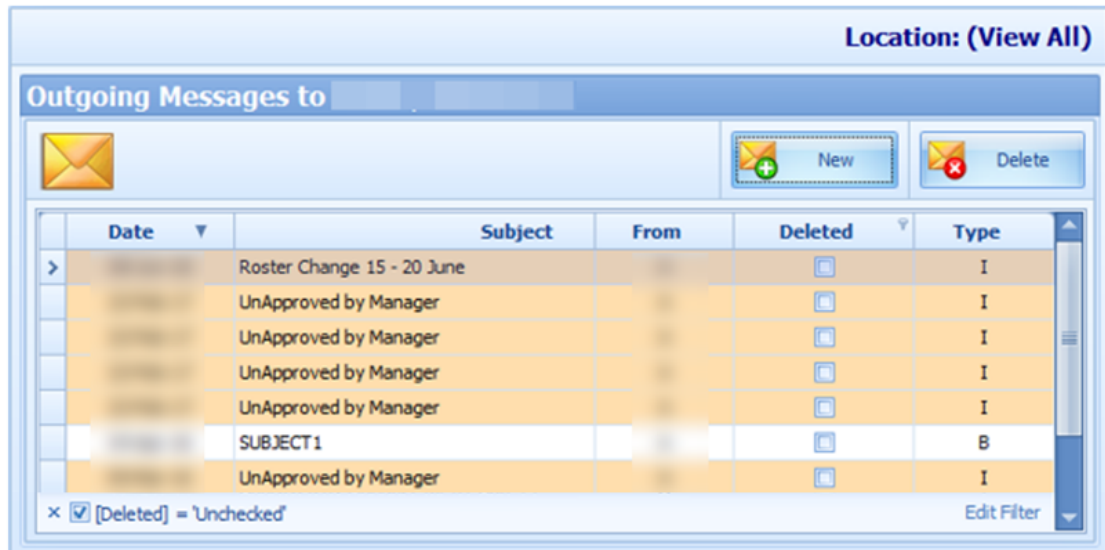 Location: (View All)
Outgoing Messages to
New Delete
Date Subject From Deleted Type
Roster Change 15 - 20 June I
UnApproved by Manager I
UnApproved by Manager I
UnApproved by Manager I
UnApproved by Manager I
SUBJECT1 B
UnApproved by Manager I
[Deleted] = 'Unchecked' Edit Filter